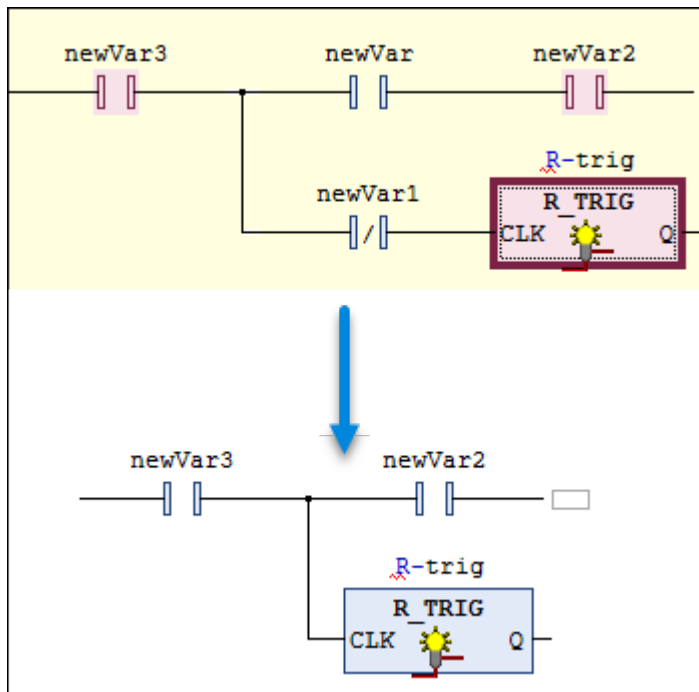 newVar3 newVar newVar2
R-trig
newVar1
R_TRIG
CLK Q
newVar3 newVar2
R-trig
R_TRIG
CLK Q